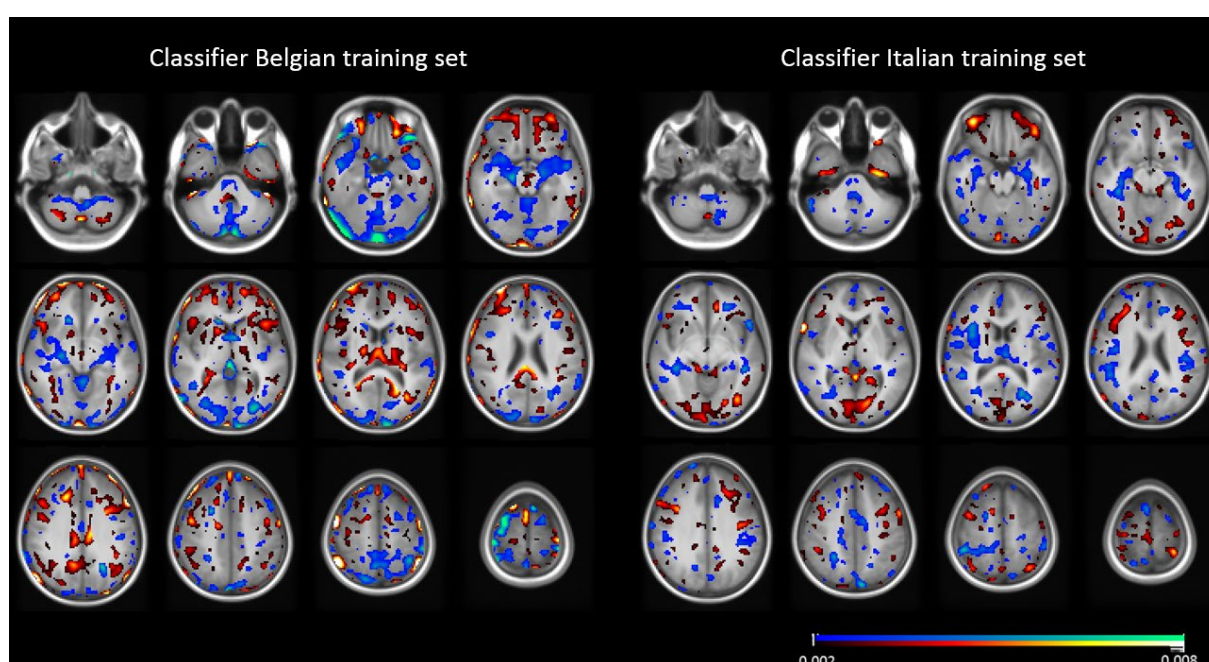 Classifier Belgian training set
Classifier Italian training set
0.002
0.008